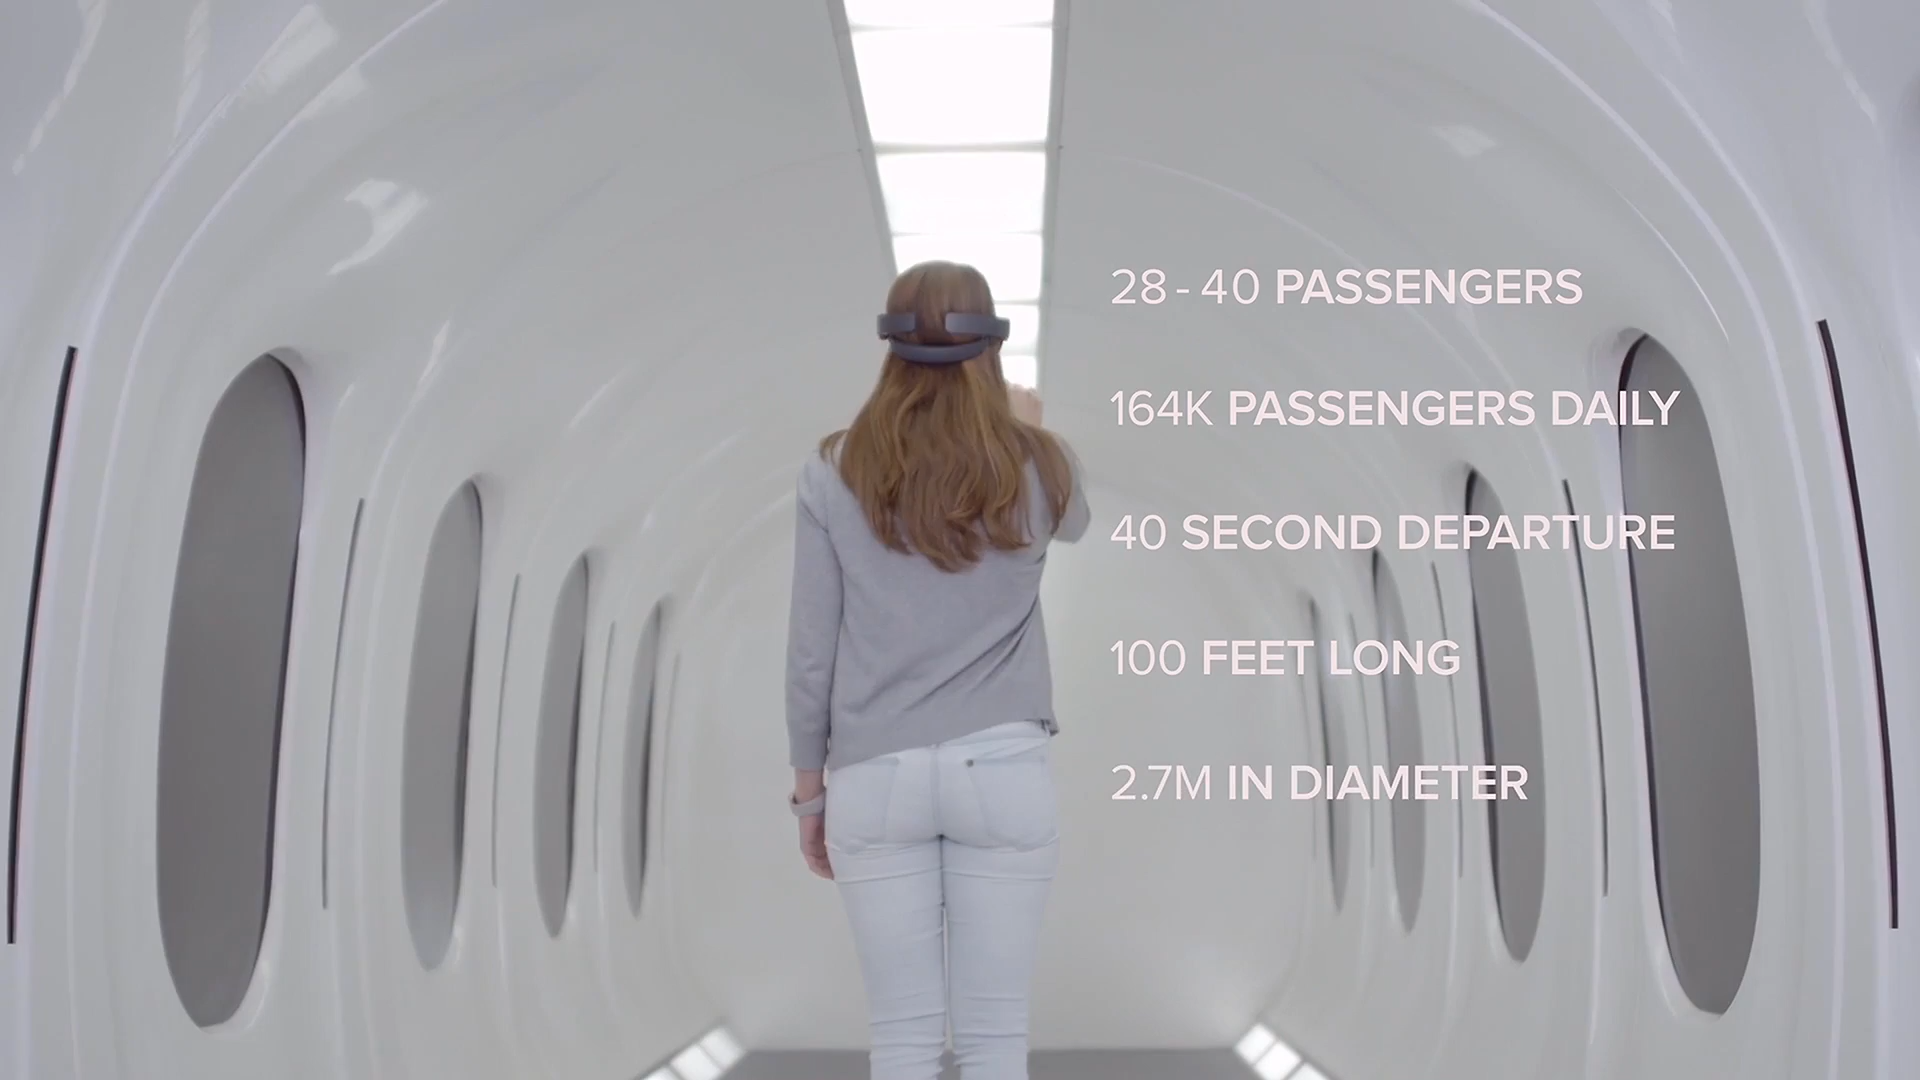 28-40 PASSENGERS
164K PASSENGERS DAILY
40 SECOND DEPARTURE
100 FEET LONG
2.7M IN DIAMETER